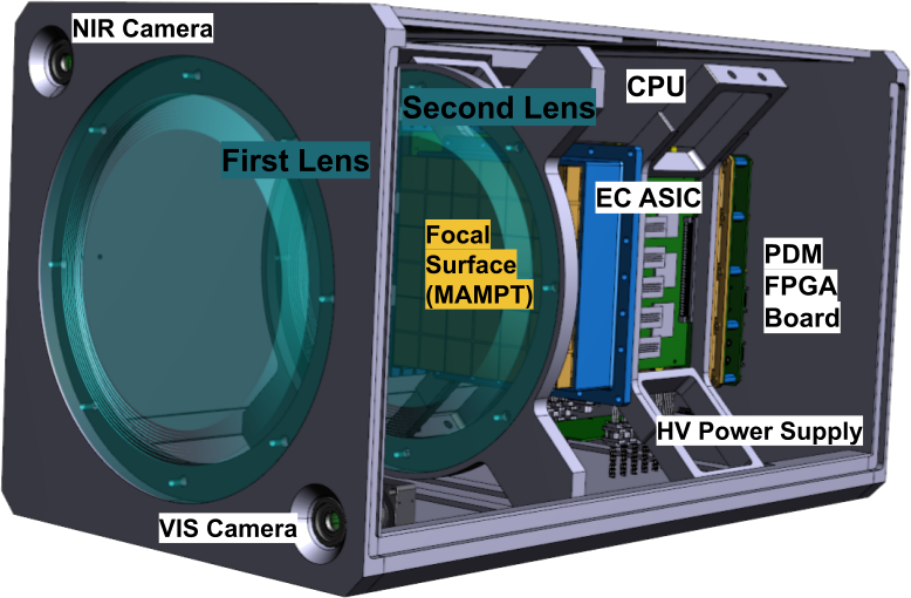 NIR Camera
CPU
Second Lens
First Lens
EC ASIC
Focal
Surface
(MAMPT)
PDM
FPGA
Board
HV Power Supply
VIS Camera